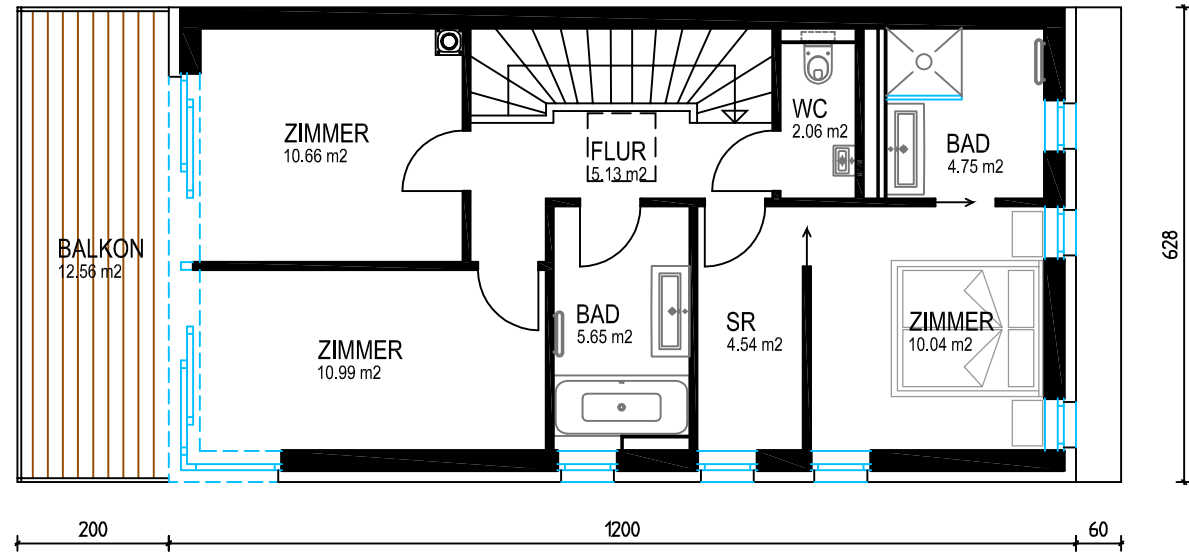 ZIMMER
10.66 m2
FLUR
5.13 m2
WC
2.06 m2
BAD
4.75 m2
BALKON
12.56 m2
ZIMMER
10.99 m2
BAD
5.65 m2
SR
4.54 m2
ZIMMER
10.04 m2
628
200
1200
60